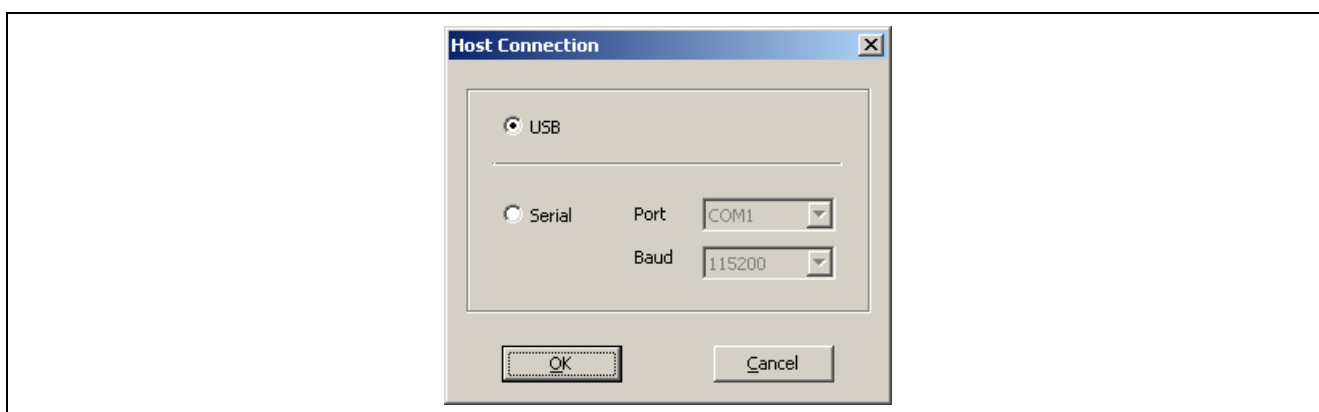 Host Connection
USB
Serial Port COM1
Baud 115200
OK Cancel